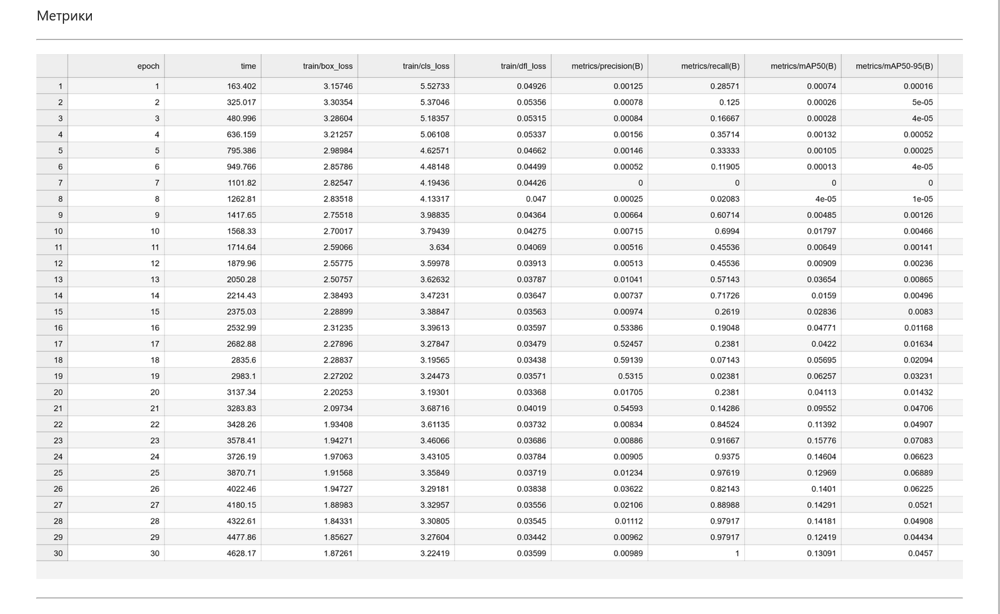 Метрики
epoch time train/box_loss train/cls_loss train/dfl_loss metrics/precision(B) metrics/recall(B) metrics/mAP50(B) metrics/mAP50-95(B)
1 1 163.402 3.15746 5.52733 0.04926 0.00125 0.28571 0.00074 0.00016
2 2 325.017 3.30354 5.37046 0.05356 0.00078 0.125 0.00026 5e-05
3 3 480.996 3.28604 5.18357 0.05315 0.00084 0.16667 0.00028 4e-05
4 4 636.159 3.21257 5.06108 0.05337 0.00156 0.35714 0.00132 0.00052
5 5 795.386 2.98984 4.62571 0.04662 0.00146 0.33333 0.00105 0.00025
6 6 949.766 2.85786 4.48148 0.04499 0.00052 0.11905 0.00013 4e-05
7 7 1101.82 2.82547 4.19436 0.04426 0 0 0 0
8 8 1262.81 2.83518 4.13317 0.047 0.00025 0.02083 4e-05 1e-05
9 9 1417.65 2.75518 3.98835 0.04364 0.00664 0.60714 0.00485 0.00126
10 10 1568.33 2.70017 3.79439 0.04275 0.00715 0.6994 0.01797 0.00466
11 11 1714.64 2.59066 3.634 0.04069 0.00516 0.45536 0.00649 0.00141
12 12 1879.96 2.55775 3.59978 0.03913 0.00513 0.45536 0.00909 0.00236
13 13 2050.28 2.50757 3.62632 0.03787 0.01041 0.57143 0.03654 0.00865
14 14 2214.43 2.38493 3.47231 0.03647 0.00737 0.71726 0.0159 0.00496
15 15 2375.03 2.28899 3.38847 0.03563 0.00974 0.2619 0.02836 0.0083
16 16 2532.99 2.31235 3.39613 0.03597 0.53386 0.19048 0.04771 0.01168
17 17 2682.88 2.27896 3.27847 0.03479 0.52457 0.2381 0.0422 0.01634
18 18 2835.6 2.28837 3.19565 0.03438 0.59139 0.07143 0.05695 0.02094
19 19 2983.1 2.27202 3.24473 0.03571 0.5315 0.02381 0.06257 0.03231
20 20 3137.34 2.20253 3.19301 0.03368 0.01705 0.2381 0.04113 0.01432
21 21 3283.83 2.09734 3.68716 0.04019 0.54593 0.14286 0.09552 0.04706
22 22 3428.26 1.93408 3.61135 0.03732 0.00834 0.84524 0.11392 0.04907
23 23 3578.41 1.94271 3.46066 0.03686 0.00886 0.91667 0.15776 0.07083
24 24 3726.19 1.97063 3.43105 0.03784 0.00905 0.9375 0.14604 0.06623
25 25 3870.71 1.91568 3.35849 0.03719 0.01234 0.97619 0.12969 0.06889
26 26 4022.46 1.94727 3.29181 0.03838 0.03622 0.82143 0.1401 0.06225
27 27 4180.15 1.88983 3.32957 0.03556 0.02106 0.88988 0.14291 0.0521
28 28 4322.61 1.84331 3.30805 0.03545 0.01112 0.97917 0.14181 0.04908
29 29 4477.86 1.85627 3.27604 0.03442 0.00962 0.97917 0.12419 0.04434
30 30 4628.17 1.87261 3.22419 0.03599 0.00989 1 0.13091 0.0457